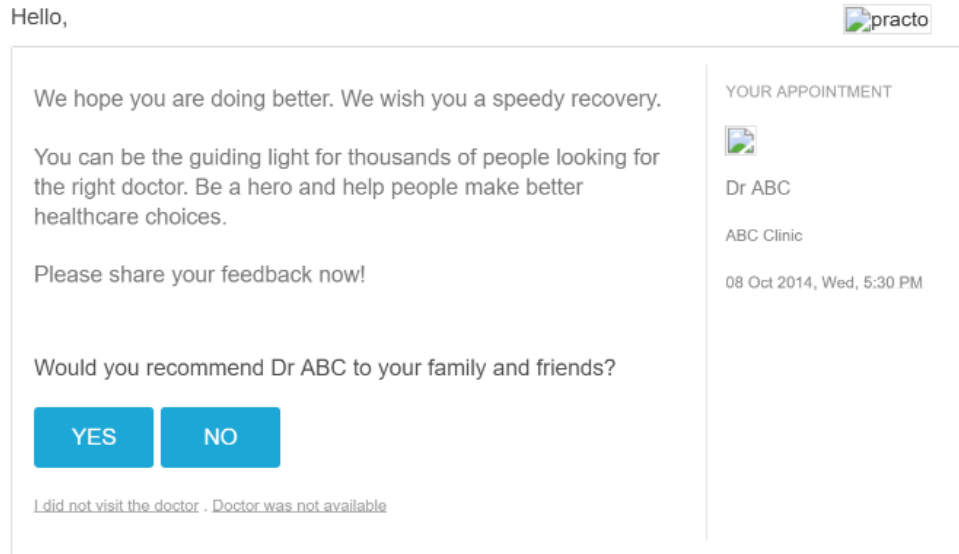 Hello,
practo
We hope you are doing better. We wish you a speedy recovery.
You can be the guiding light for thousands of people looking for
the right doctor. Be a hero and help people make better
healthcare choices.
Please share your feedback now!
Would you recommend Dr ABC to your family and friends?
YES
NO
I did not visit the doctor . Doctor was not available
YOUR APPOINTMENT
Dr ABC
ABC Clinic
08 Oct 2014, Wed, 5:30 PM